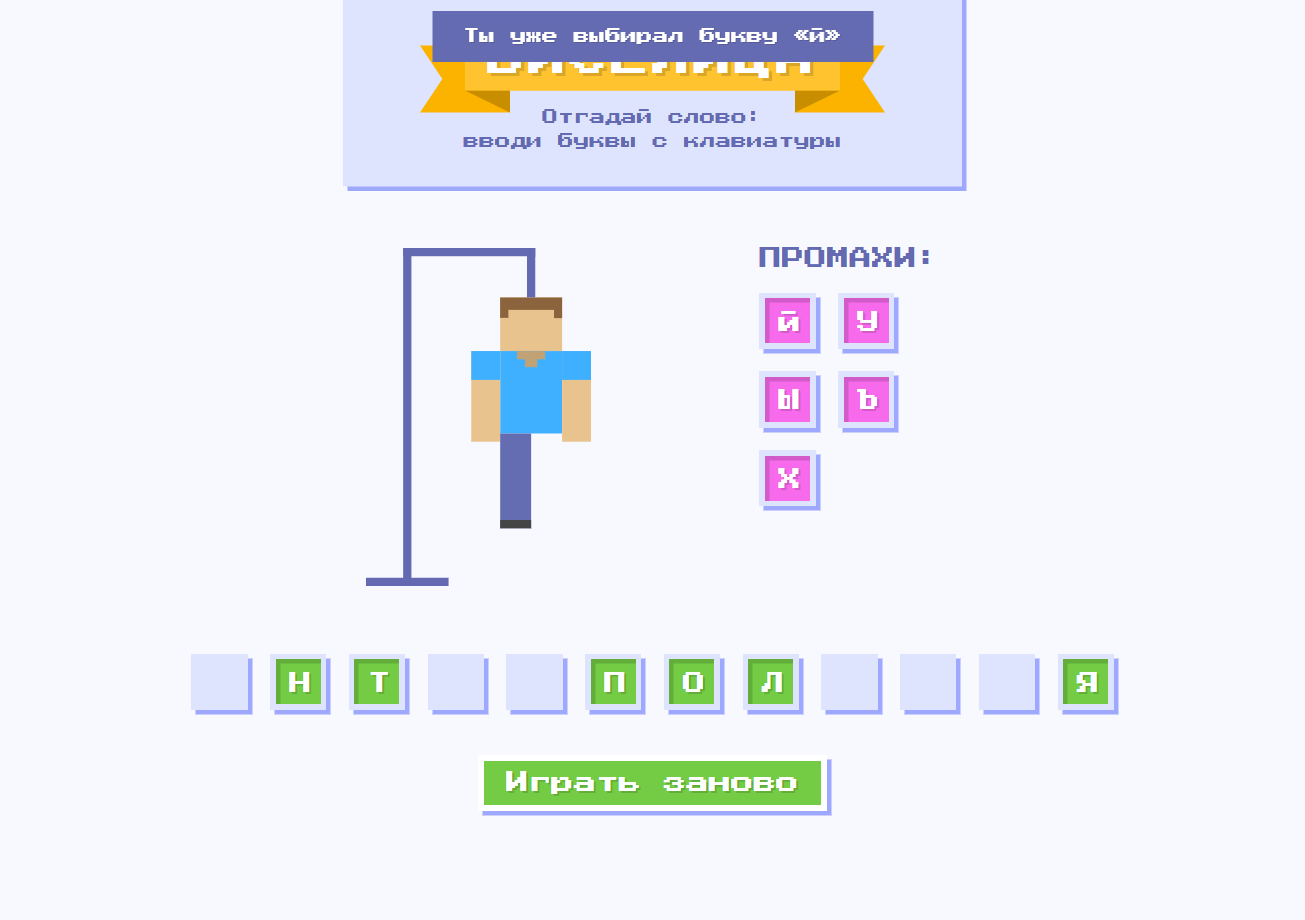 Ты уже выбирал букву «й»
Отгадай слово:
вводи буквы с клавиатуры
ПРОМАХИ:
й У
Ы Ъ
Х
Н Т П О Л Я
Играть заново